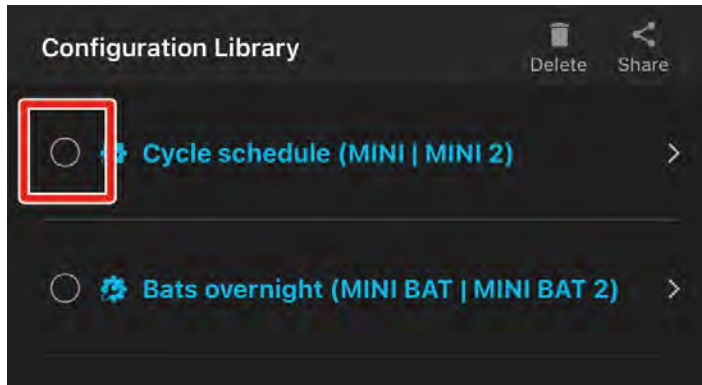 Configuration Library
Delete
Share
Cycle schedule (MINI | MINI 2)
Bats overnight (MINI BAT | MINI BAT 2)